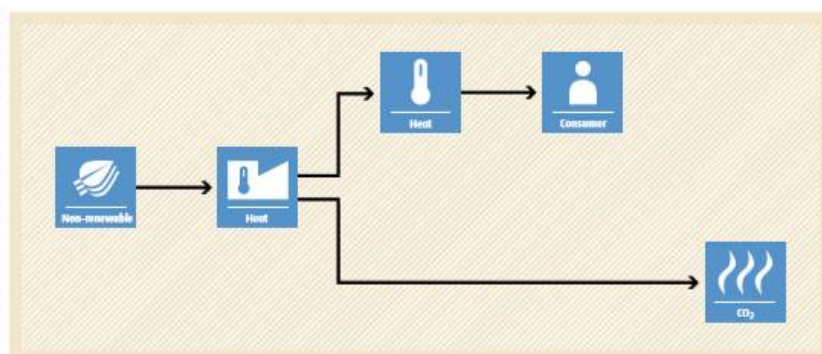 Heat
Consumer
Non-renewable
Heat
CO₂